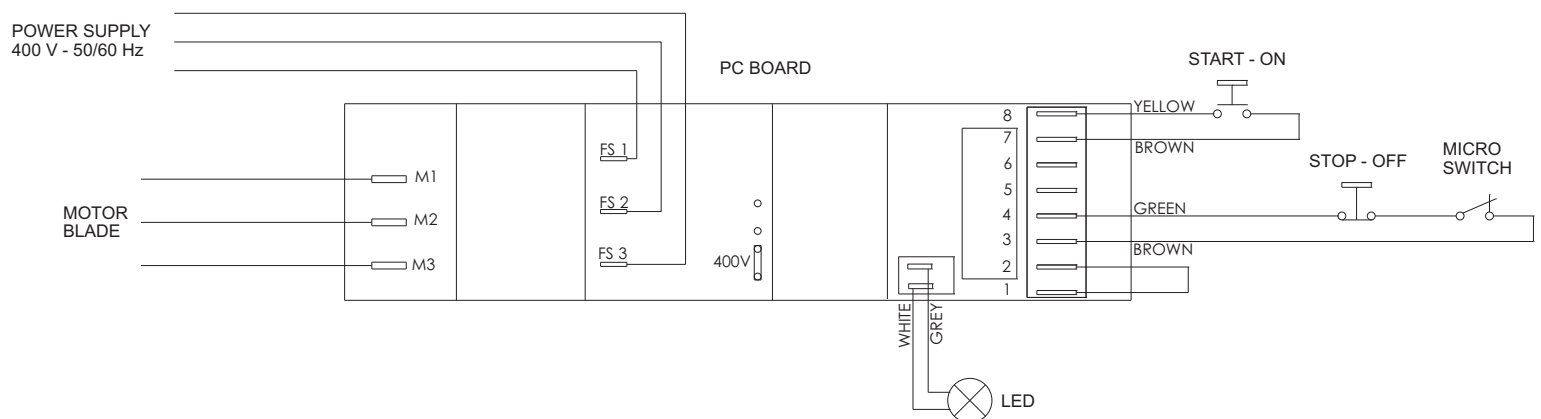 POWER SUPPLY
400 V - 50/60 Hz
PC BOARD
START - ON
YELLOW
8
7
BROWN
6
5
4
GREEN
3
BROWN
2
1
STOP - OFF
MICRO
SWITCH
FS 1
FS 2
FS 3
400V
M1
M2
M3
MOTOR
BLADE
WHITE
GREY
LED